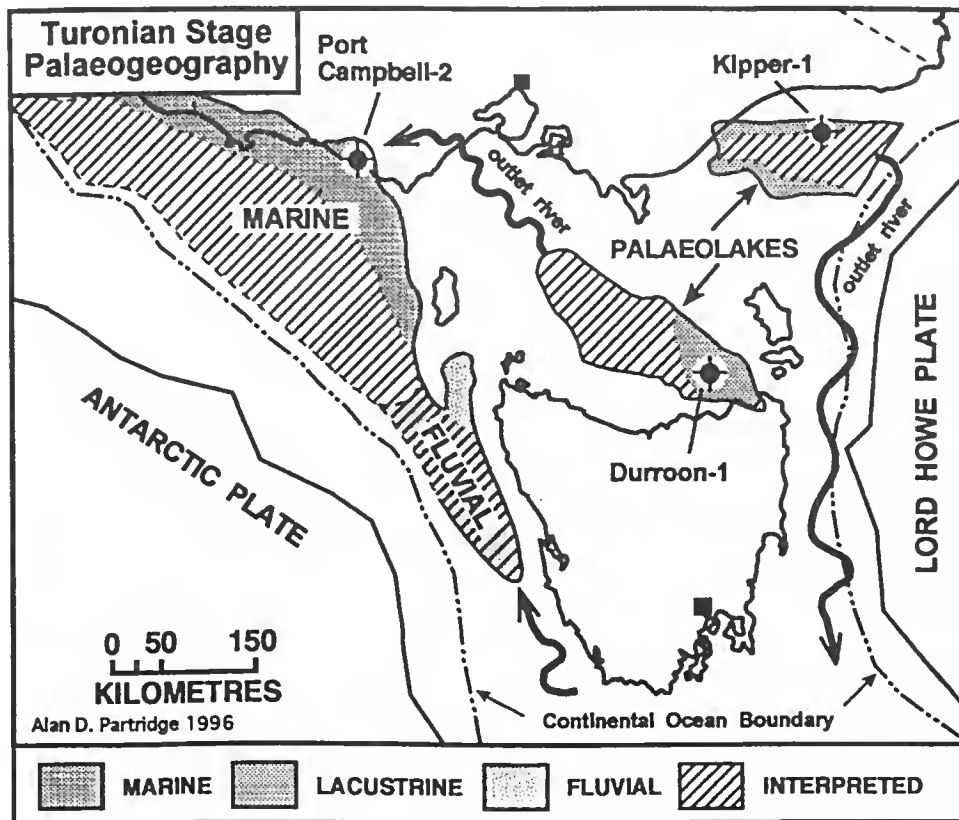 Turonian Stage
Palaeogeography
Port
Campbell-2
Kipper-1
outlet river
MARINE
PALAEOLAKES
outlet river
ANTARCTIC PLATE
FLUVIAL
Durroon-1
LORD HOWE PLATE
0 50 150
KILOMETRES
Alan D. Partridge 1996
Continental Ocean Boundary
MARINE
LACUSTRINE
FLUVIAL
INTERPRETED